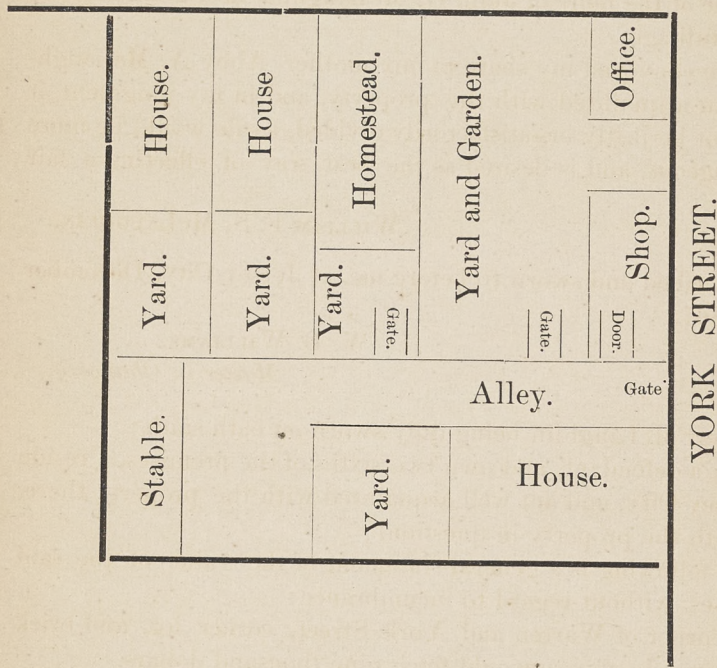 House.
House
Homestead.
Yard and Garden.
Office.
Yard.
Yard.
Yard.
Gate.
Gate.
Shop.
Door.
YORK STREET.
Alley.
Gate
Stable.
Yard.
House.